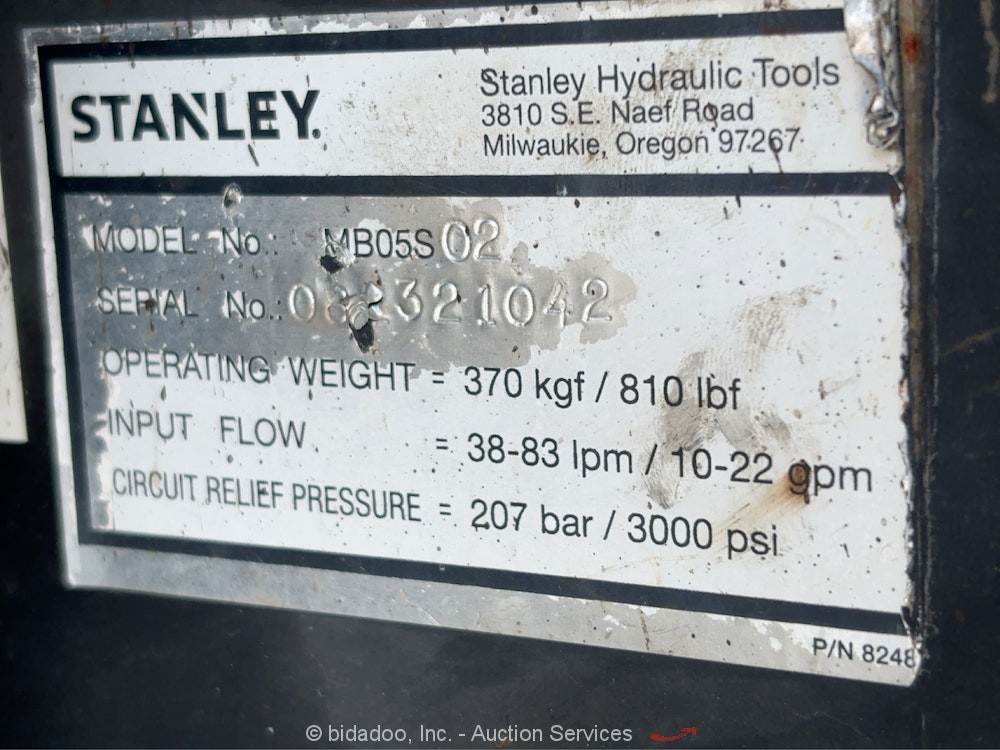 STANLEY.
Stanley Hydraulic Tools
3810 S.E. Naef Road
Milwaukie, Oregon 97267
MODEL No.: MB05S02
SERIAL No.:
OPERATING WEIGHT = 370 kgf / 810 lbf
INPUT FLOW = 38-83 lpm / 10-22 gpm
CIRCUIT RELIEF PRESSURE = 207 bar / 3000 psi
P/N
© bidadoo, Inc. - Auction Services